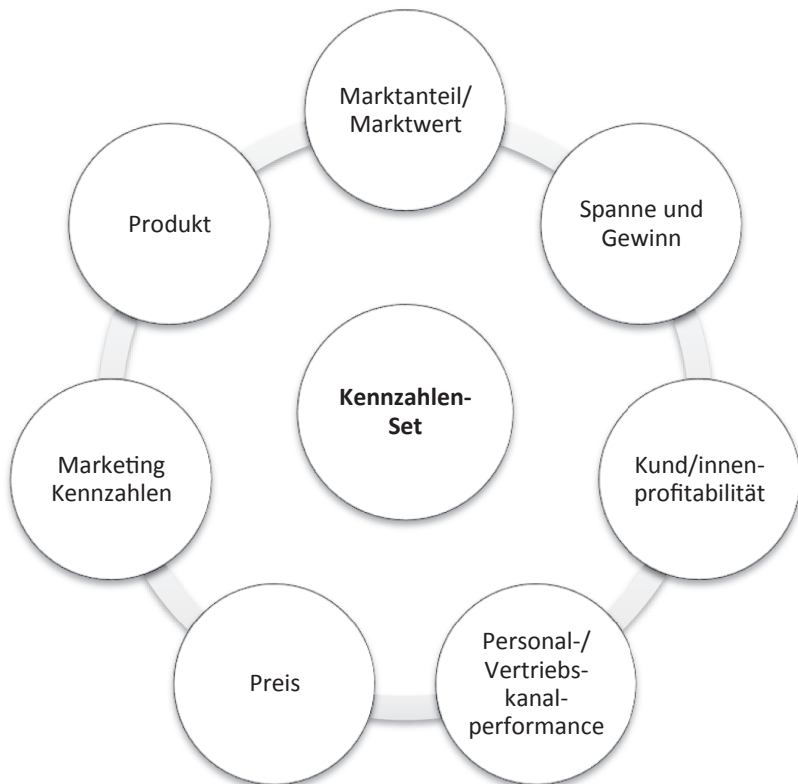 Marktanteil/
Marktwert
Spanne und
Gewinn
Kund/innen-
profitabilität
Personal-/
Vertriebs-
kanal-
performance
Preis
Marketing
Kennzahlen
Produkt
Kennzahlen-
Set